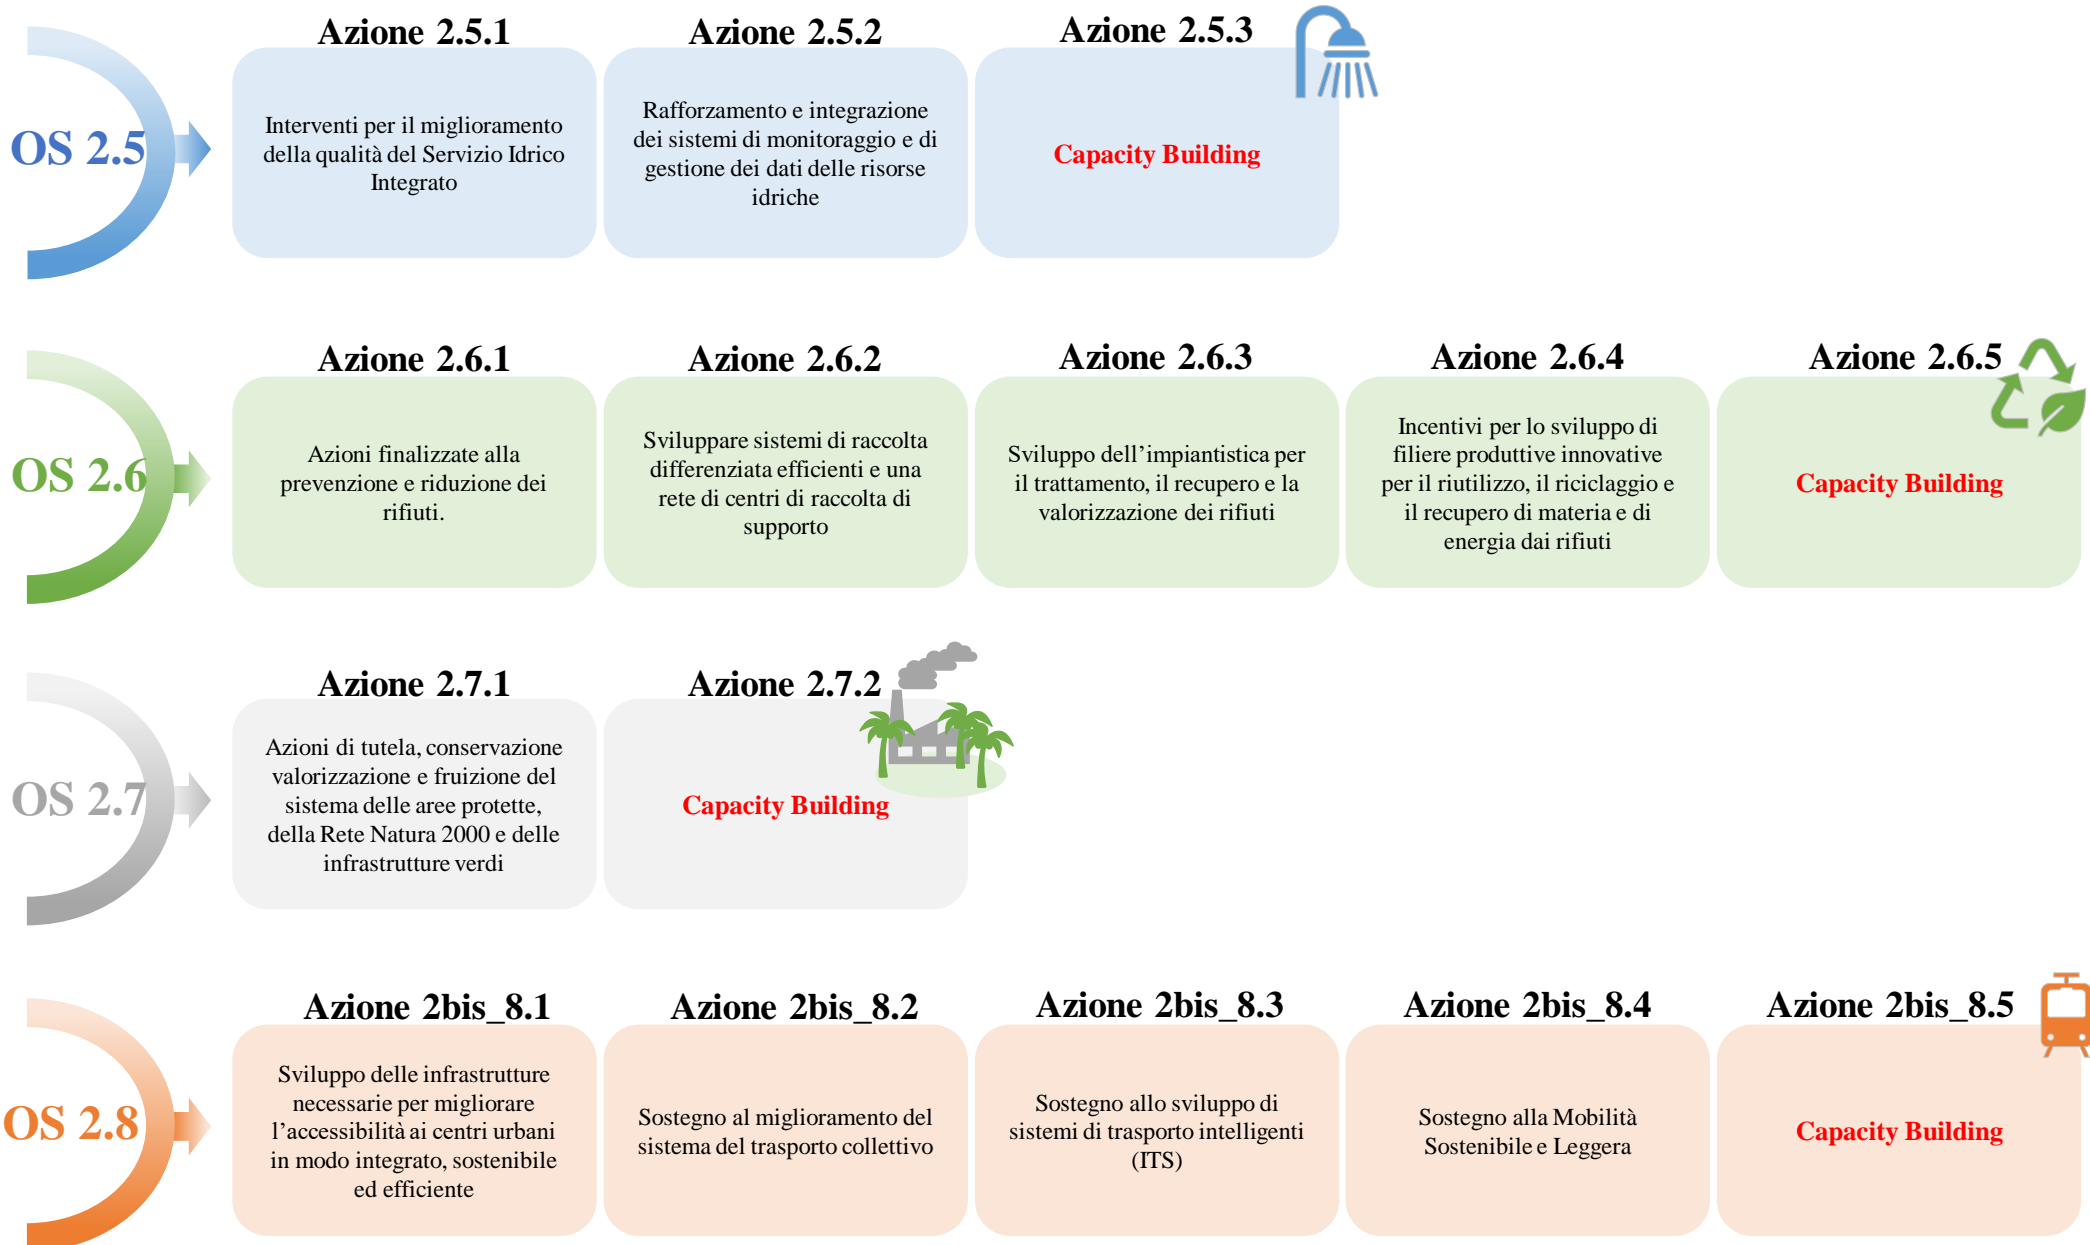 OS 2.5
Azione 2.5.1
Interventi per il miglioramento
della qualità del Servizio Idrico
Integrato
Azione 2.5.2
Rafforzamento e integrazione
dei sistemi di monitoraggio e di
gestione dei dati delle risorse
idriche
Azione 2.5.3
Capacity Building
OS 2.6
Azione 2.6.1
Azioni finalizzate alla
prevenzione e riduzione dei
rifiuti.
Azione 2.6.2
Sviluppare sistemi di raccolta
differenziata efficienti e una
rete di centri di raccolta di
supporto
Azione 2.6.3
Sviluppo dell’impiantistica per
il trattamento, il recupero e la
valorizzazione dei rifiuti
Azione 2.6.4
Incentivi per lo sviluppo di
filiere produttive innovative
per il riutilizzo, il riciclaggio e
il recupero di materia e di
energia dai rifiuti
Azione 2.6.5
Capacity Building
OS 2.7
Azione 2.7.1
Azioni di tutela, conservazione
valorizzazione e fruizione del
sistema delle aree protette,
della Rete Natura 2000 e delle
infrastrutture verdi
Azione 2.7.2
Capacity Building
OS 2.8
Azione 2bis_8.1
Sviluppo delle infrastrutture
necessarie per migliorare
l’accessibilità ai centri urbani
in modo integrato, sostenibile
ed efficiente
Azione 2bis_8.2
Sostegno al miglioramento del
sistema del trasporto collettivo
Azione 2bis_8.3
Sostegno allo sviluppo di
sistemi di trasporto intelligenti
(ITS)
Azione 2bis_8.4
Sostegno alla Mobilità
Sostenibile e Leggera
Azione 2bis_8.5
Capacity Building